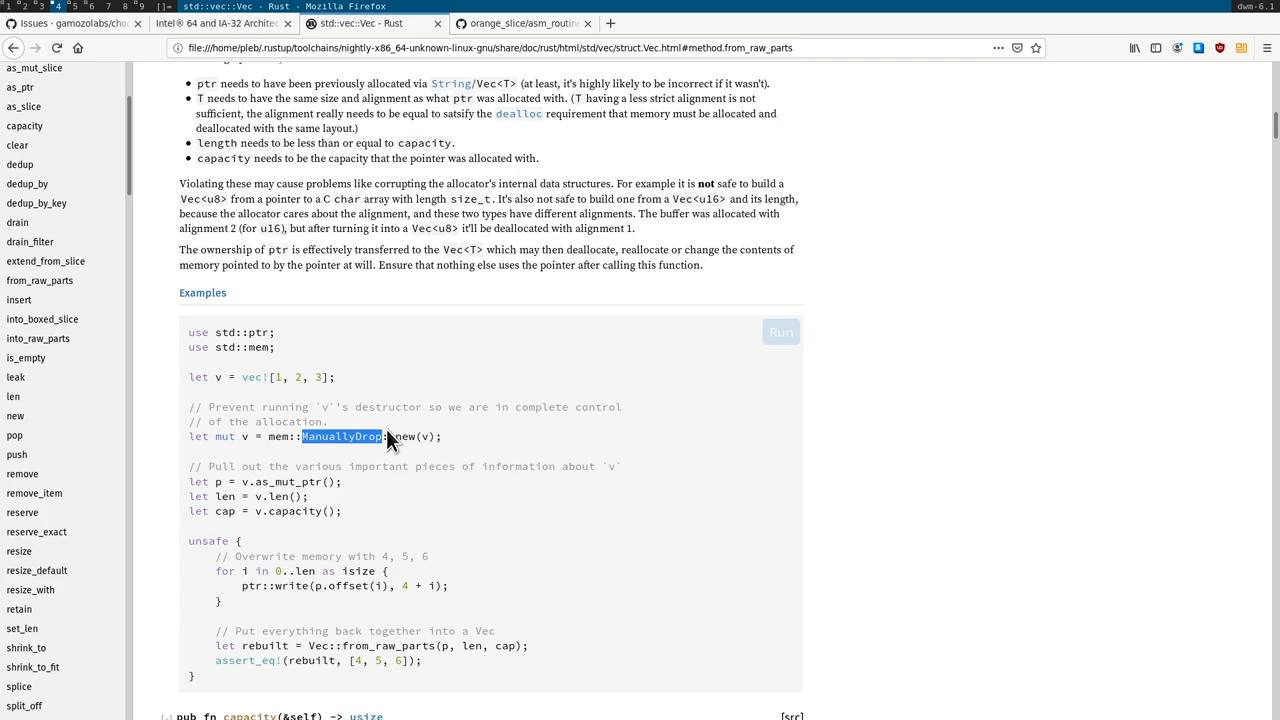 1 2 3 4 5 6 7 8 9 []= std::vec::Vec - Rust - Mozilla Firefox dwm-6.1
Issues · gamozolabs/cho × Intel® 64 and IA-32 Architec × std::vec::Vec - Rust × orange_slice/asm_routin × +
file:///home/pleb/.rustup/toolchains/nightly-x86_64-unknown-linux-gnu/share/doc/rust/html/std/vec/struct.Vec.html#method.from_raw_parts
as_mut_slice
as_ptr
as_slice
capacity
clear
dedup
dedup_by
dedup_by_key
drain
drain_filter
extend_from_slice
from_raw_parts
insert
into_boxed_slice
into_raw_parts
is_empty
leak
len
new
pop
push
remove
remove_item
reserve
reserve_exact
resize
resize_default
resize_with
retain
set_len
shrink_to
shrink_to_fit
splice
split_off
• ptr needs to have been previously allocated via String/Vec<T> (at least, it's highly likely to be incorrect if it wasn't).
• T needs to have the same size and alignment as what ptr was allocated with. (T having a less strict alignment is not
sufficient, the alignment really needs to be equal to satsify the dealloc requirement that memory must be allocated and
deallocated with the same layout.)
• length needs to be less than or equal to capacity.
• capacity needs to be the capacity that the pointer was allocated with.
Violating these may cause problems like corrupting the allocator's internal data structures. For example it is not safe to build a
Vec<u8> from a pointer to a C char array with length size_t. It's also not safe to build one from a Vec<u16> and its length,
because the allocator cares about the alignment, and these two types have different alignments. The buffer was allocated with
alignment 2 (for u16), but after turning it into a Vec<u8> it'll be deallocated with alignment 1.
The ownership of ptr is effectively transferred to the Vec<T> which may then deallocate, reallocate or change the contents of
memory pointed to by the pointer at will. Ensure that nothing else uses the pointer after calling this function.
Examples
Run
use std::ptr;
use std::mem;
let v = vec![1, 2, 3];
// Prevent running `v`'s destructor so we are in complete control
// of the allocation.
let mut v = mem::ManuallyDrop::new(v);
// Pull out the various important pieces of information about `v`
let p = v.as_mut_ptr();
let len = v.len();
let cap = v.capacity();
unsafe {
// Overwrite memory with 4, 5, 6
for i in 0..len as isize {
ptr::write(p.offset(i), 4 + i);
}
// Put everything back together into a Vec
let rebuilt = Vec::from_raw_parts(p, len, cap);
assert_eq!(rebuilt, [4, 5, 6]);
}
[-] pub fn capacity(&self) -> usize [src]